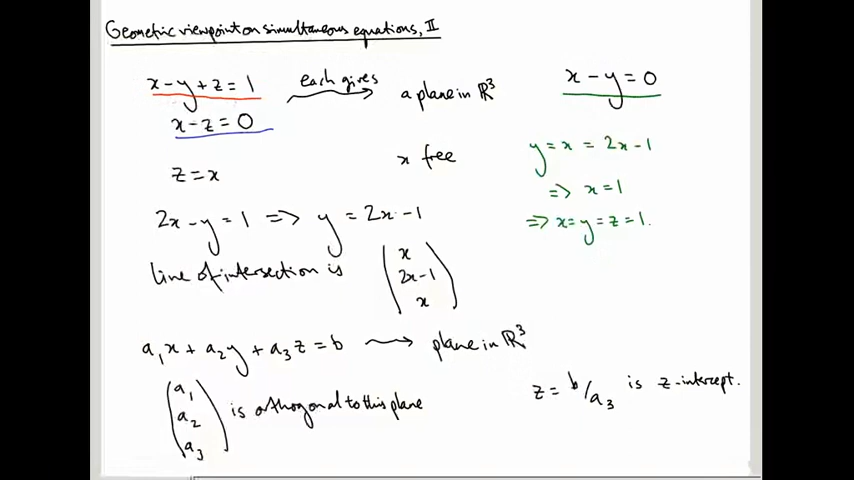 Geometric viewpoint on simultaneous equations, II
x - y + z = 1 each gives a plane in ℝ³
x - z = 0
z = x
x free
2x - y = 1 => y = 2x - 1
line of intersection is (x, 2x-1, x)
x - y = 0
y = x = 2x - 1
=> x = 1
=> x = y = z = 1.
a₁x + a₂y + a₃z = b → plane in ℝ³
(a₁, a₂, a₃) is orthogonal to this plane
z = b/a₃ is z-intercept.